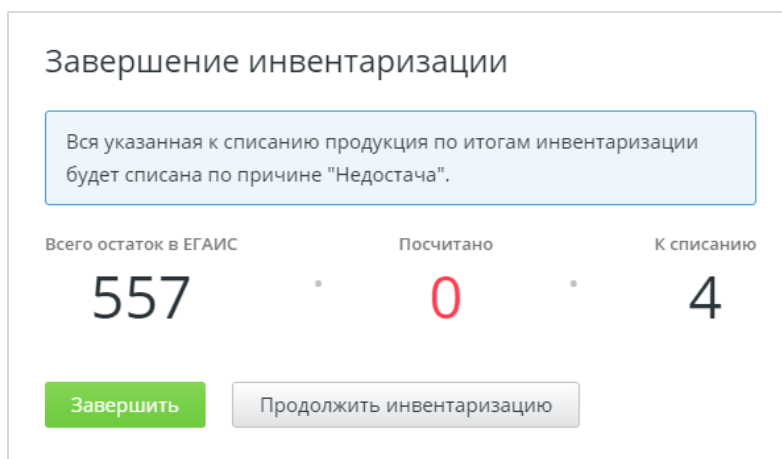 Завершение инвентаризации
Вся указанная к списанию продукция по итогам инвентаризации
будет списана по причине "Недостача".
Всего остаток в ЕГАИС Посчитано К списанию
557 · 0 · 4
Завершить Продолжить инвентаризацию